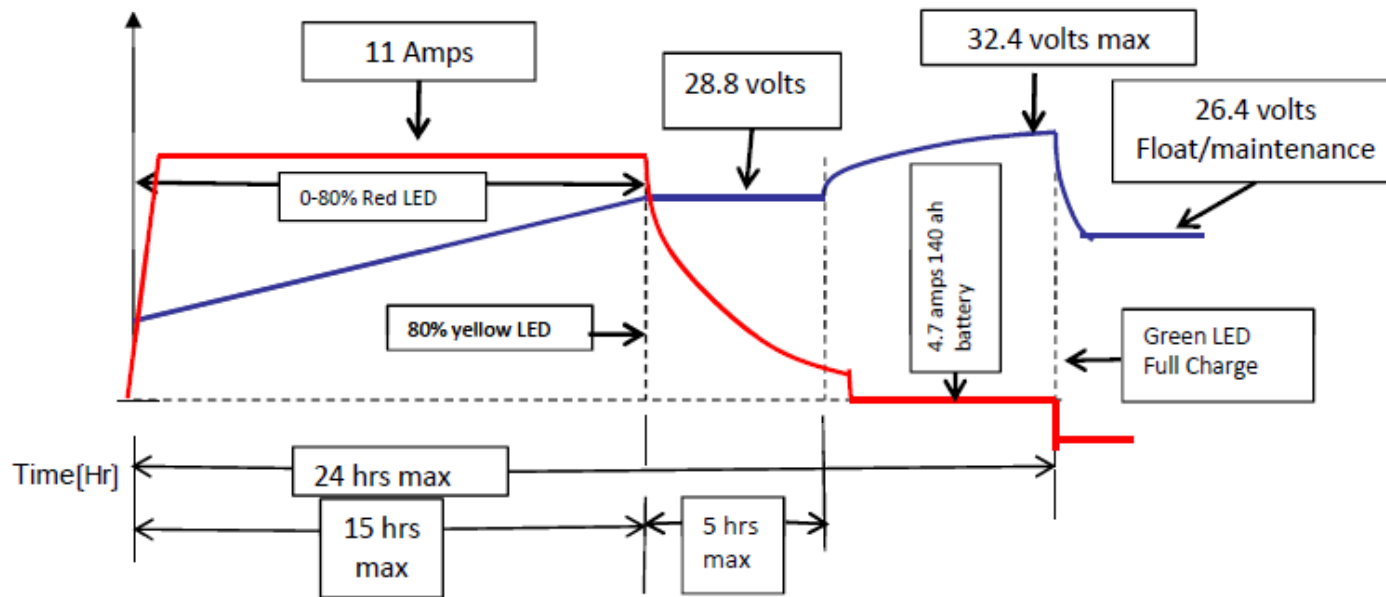 11 Amps
32.4 volts max
28.8 volts
26.4 volts
Float/maintenance
0-80% Red LED
4.7 amps 140 ah
battery
80% yellow LED
Green LED
Full Charge
Time[Hr]
24 hrs max
15 hrs
max
5 hrs
max